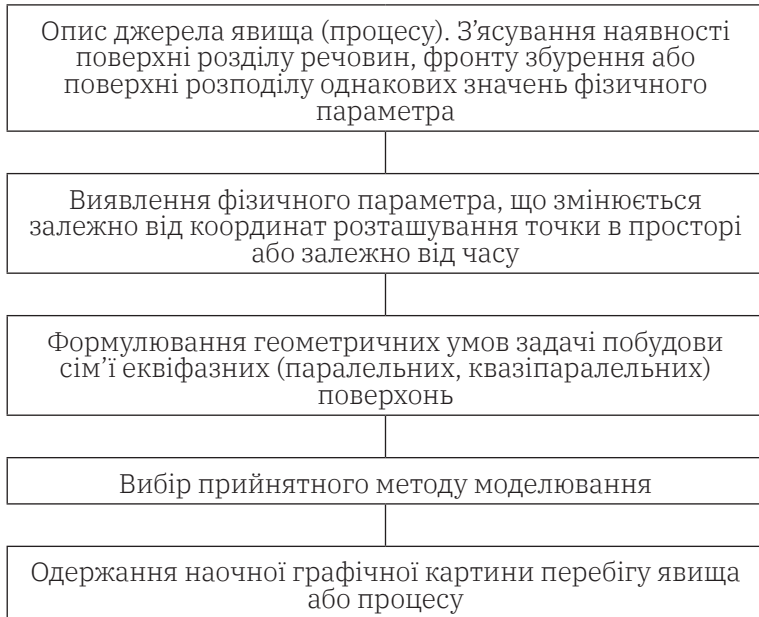 Опис джерела явища (процесу). З’ясування наявності
поверхні розділу речовин, фронту збурення або
поверхні розподілу однакових значень фізичного
параметра
Виявлення фізичного параметра, що змінюється
залежно від координат розташування точки в просторі
або залежно від часу
Формулювання геометричних умов задачі побудови
сім’ї еквіфазних (паралельних, квазіпаралельних)
поверхонь
Вибір прийнятного методу моделювання
Одержання наочної графічної картини перебігу явища
або процесу